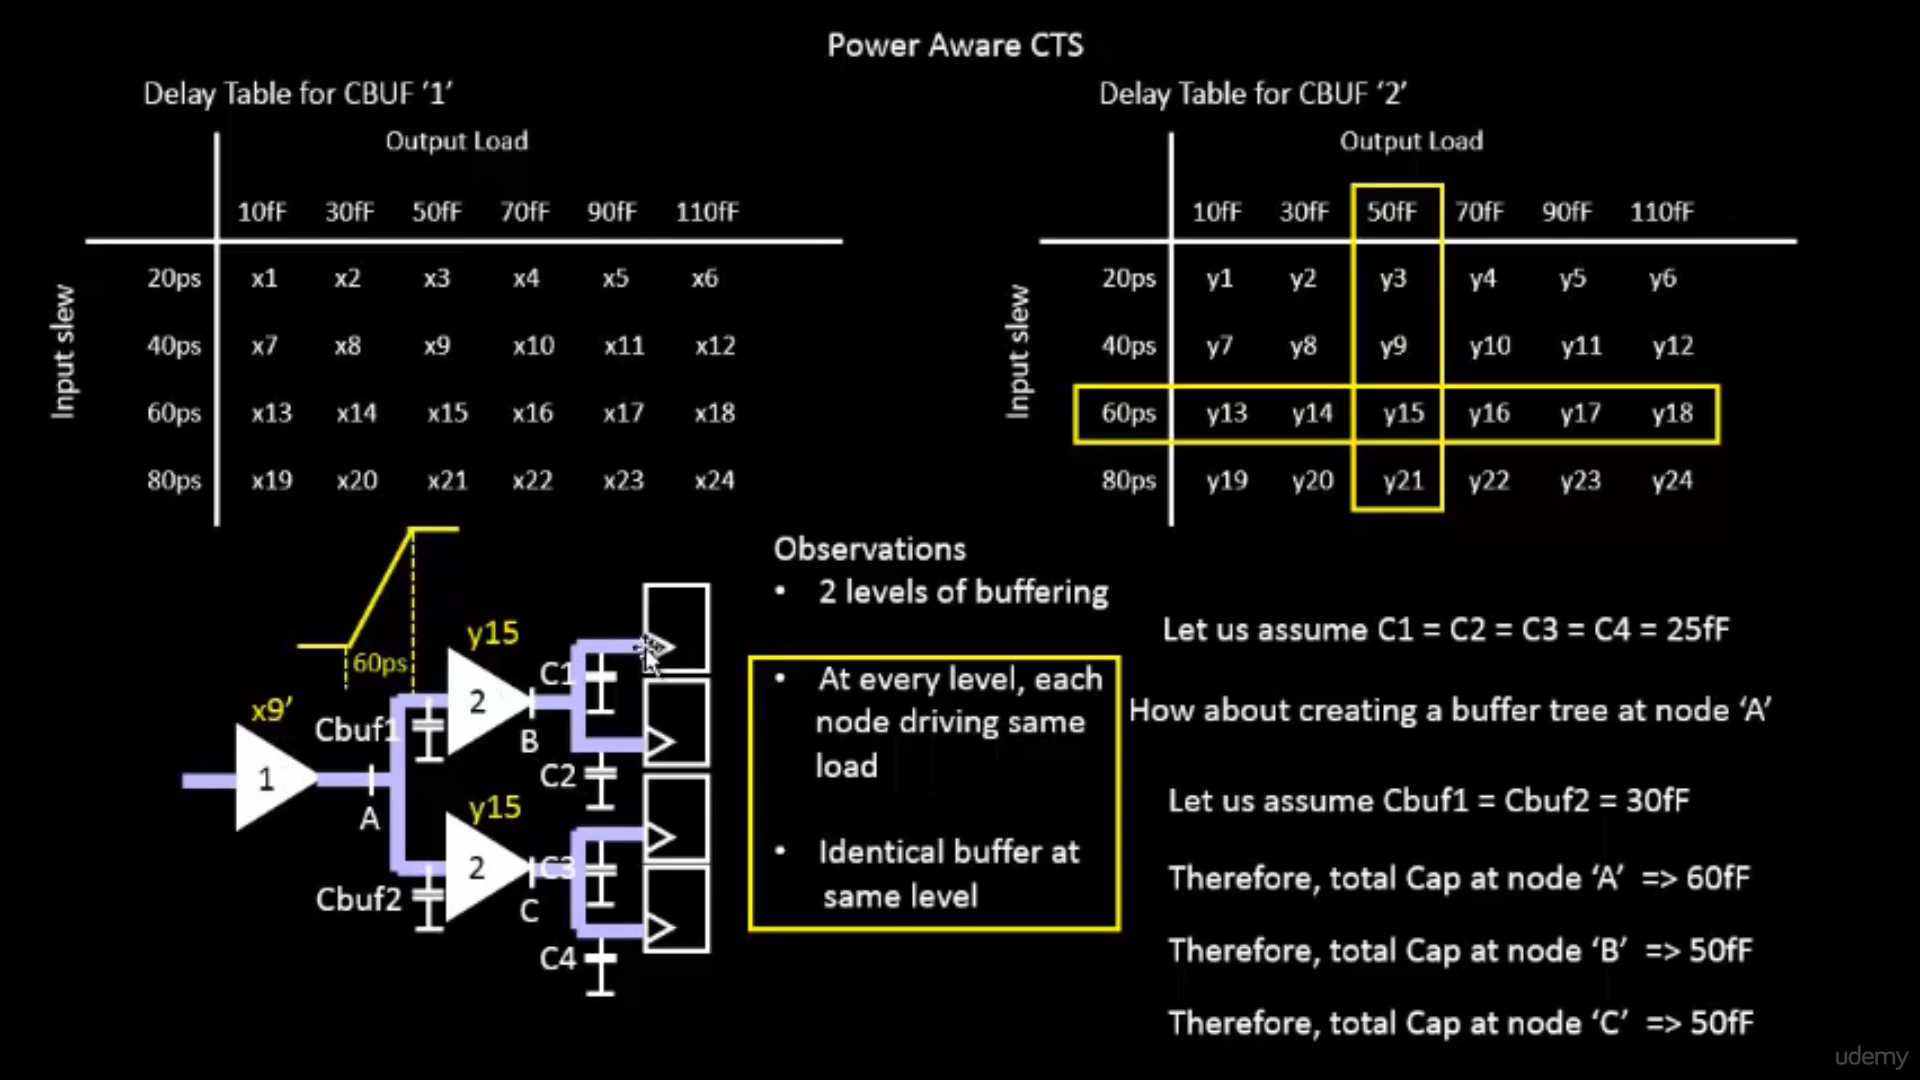 Power Aware CTS
Delay Table for CBUF ‘1’
Output Load
10fF 30fF 50fF 70fF 90fF 110fF
Input slew
20ps x1 x2 x3 x4 x5 x6
40ps x7 x8 x9 x10 x11 x12
60ps x13 x14 x15 x16 x17 x18
80ps x19 x20 x21 x22 x23 x24
Delay Table for CBUF ‘2’
Output Load
10fF 30fF 50fF 70fF 90fF 110fF
Input slew
20ps y1 y2 y3 y4 y5 y6
40ps y7 y8 y9 y10 y11 y12
60ps y13 y14 y15 y16 y17 y18
80ps y19 y20 y21 y22 y23 y24
60ps
x9’
1
A
Cbuf1
y15
2
B
C1
C2
Cbuf2
y15
2
C
C3
C4
Observations
• 2 levels of buffering
• At every level, each
node driving same
load
• Identical buffer at
same level
Let us assume C1 = C2 = C3 = C4 = 25fF
How about creating a buffer tree at node ‘A’
Let us assume Cbuf1 = Cbuf2 = 30fF
Therefore, total Cap at node ‘A’ => 60fF
Therefore, total Cap at node ‘B’ => 50fF
Therefore, total Cap at node ‘C’ => 50fF
udemy